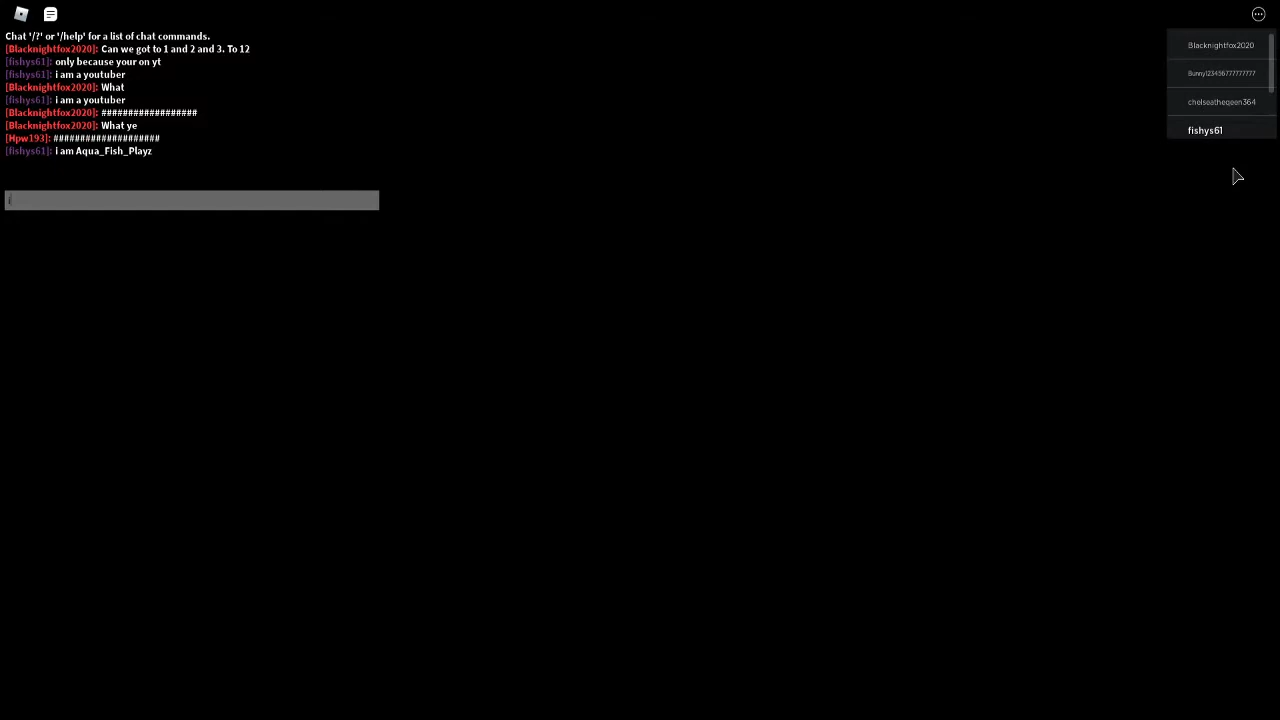 Chat '/?' or '/help' for a list of chat commands.
[Blacknightfox2020]: Can we got to 1 and 2 and 3. To 12
[fishys61]: only because your on yt
[fishys61]: i am a youtuber
[Blacknightfox2020]: What
[fishys61]: i am a youtuber
[Blacknightfox2020]: ##################
[Blacknightfox2020]: What ye
[Hpw193]: ####################
[fishys61]: i am Aqua_Fish_Playz
i
Blacknightfox2020
chelseatheqeen364
fishys61